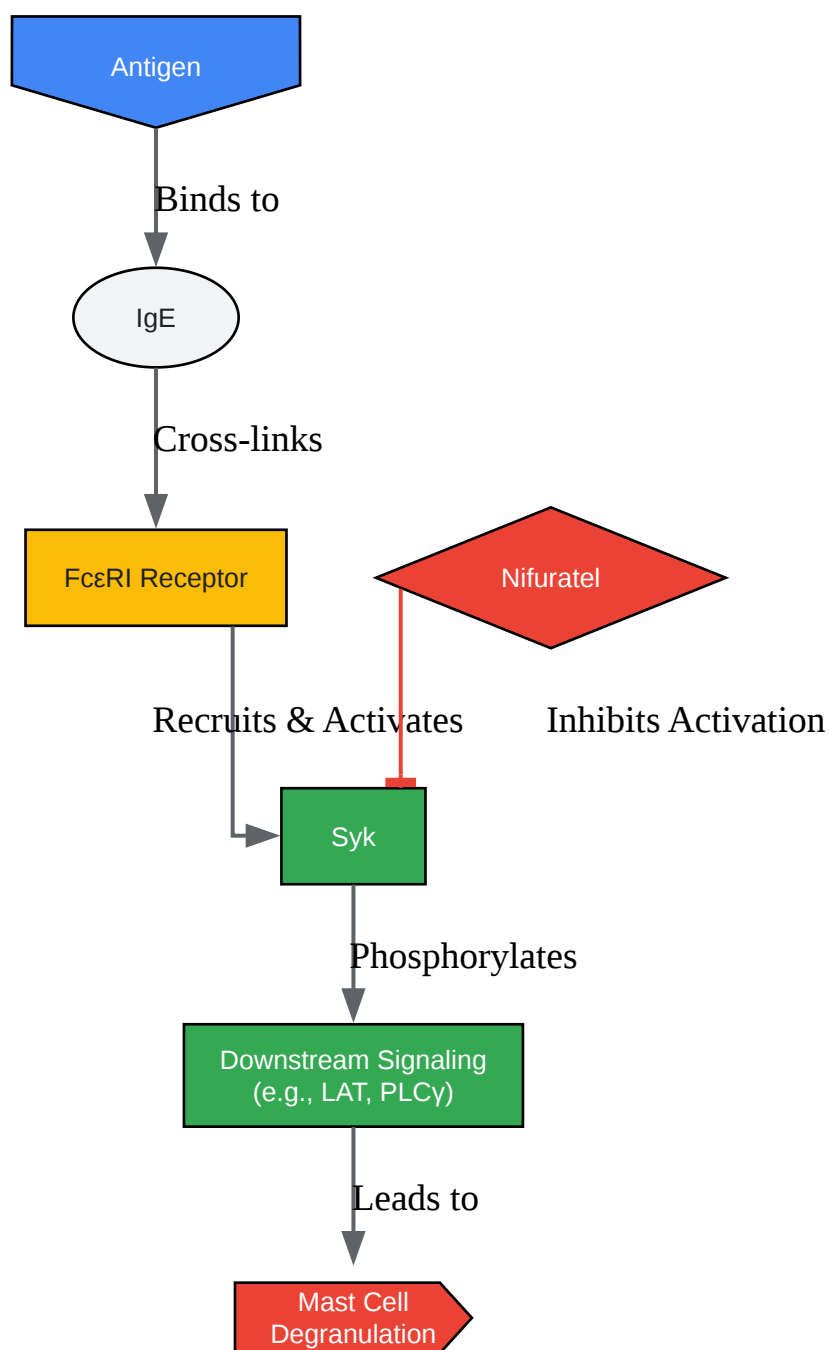 Antigen
Binds to
IgE
Cross-links
FcεRI Receptor
Nifuratel
Recruits & Activates
Inhibits Activation
Syk
Phosphorylates
Downstream Signaling
(e.g., LAT, PLCγ)
Leads to
Mast Cell
Degranulation